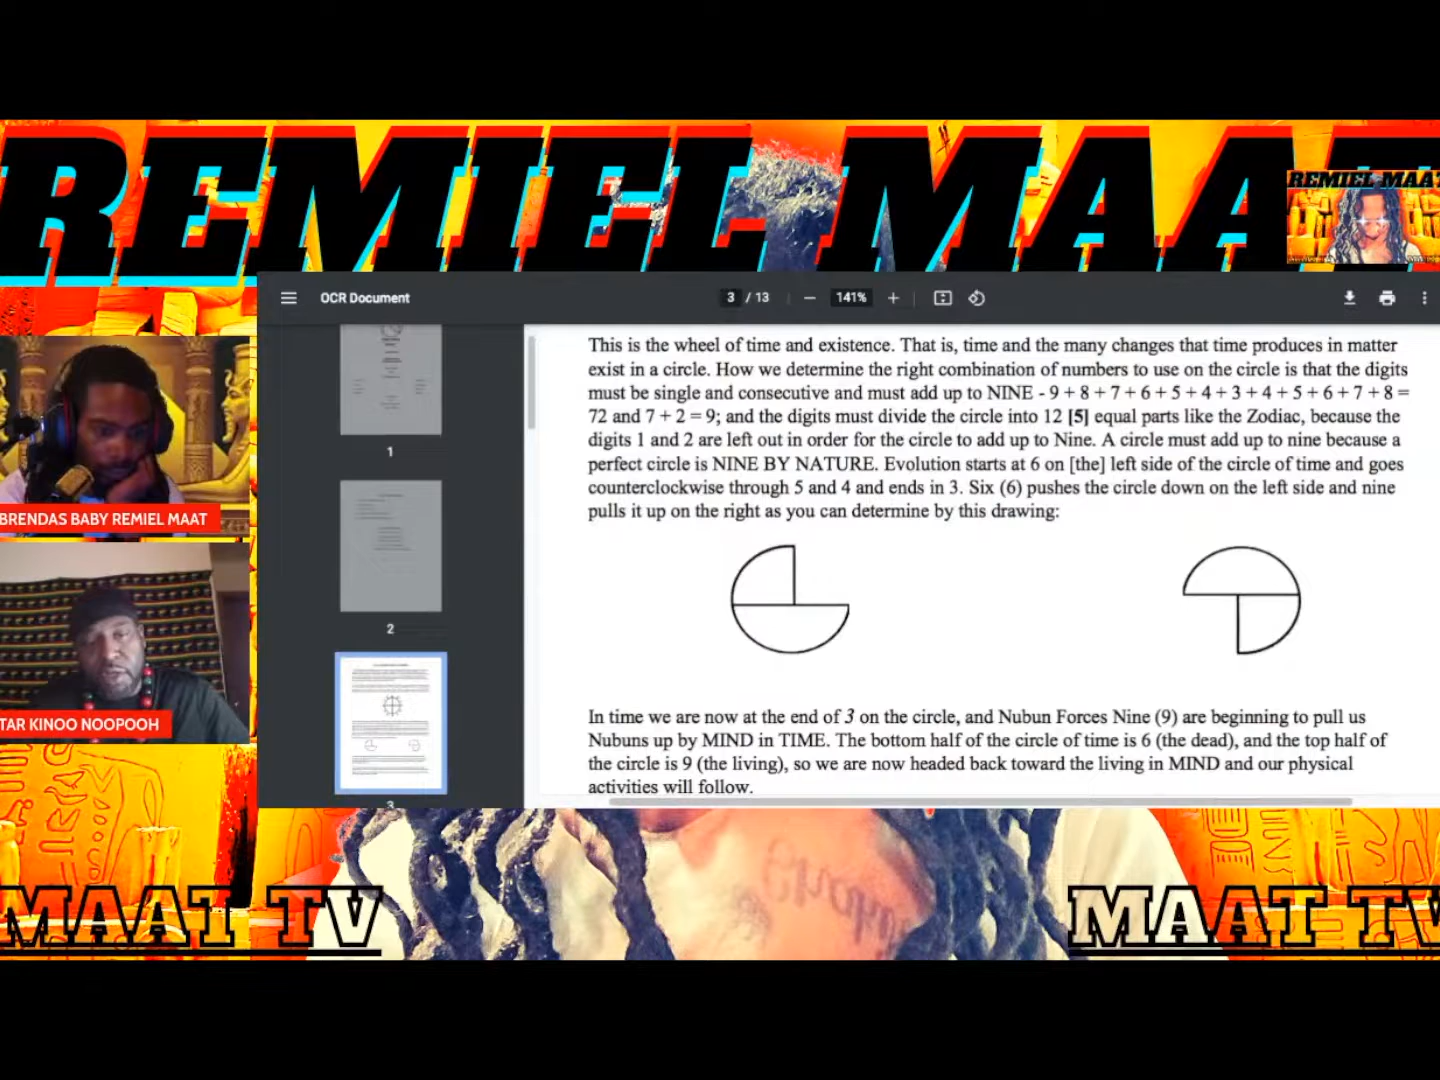 REMIEL MAAT
REMIEL MAAT
OCR Document
3 / 13
141%
This is the wheel of time and existence. That is, time and the many changes that time produces in matter
exist in a circle. How we determine the right combination of numbers to use on the circle is that the digits
must be single and consecutive and must add up to NINE - 9 + 8 + 7 + 6 + 5 + 4 + 3 + 4 + 5 + 6 + 7 + 8 =
72 and 7 + 2 = 9; and the digits must divide the circle into 12 [5] equal parts like the Zodiac, because the
digits 1 and 2 are left out in order for the circle to add up to Nine. A circle must add up to nine because a
perfect circle is NINE BY NATURE. Evolution starts at 6 on [the] left side of the circle of time and goes
counterclockwise through 5 and 4 and ends in 3. Six (6) pushes the circle down on the left side and nine
pulls it up on the right as you can determine by this drawing:
In time we are now at the end of 3 on the circle, and Nubun Forces Nine (9) are beginning to pull us
Nubuns up by MIND in TIME. The bottom half of the circle of time is 6 (the dead), and the top half of
the circle is 9 (the living), so we are now headed back toward the living in MIND and our physical
activities will follow.
1
2
3
BRENDAS BABY REMIEL MAAT
TAR KINOO NOOPOOH
MAAT TV
MAAT TV